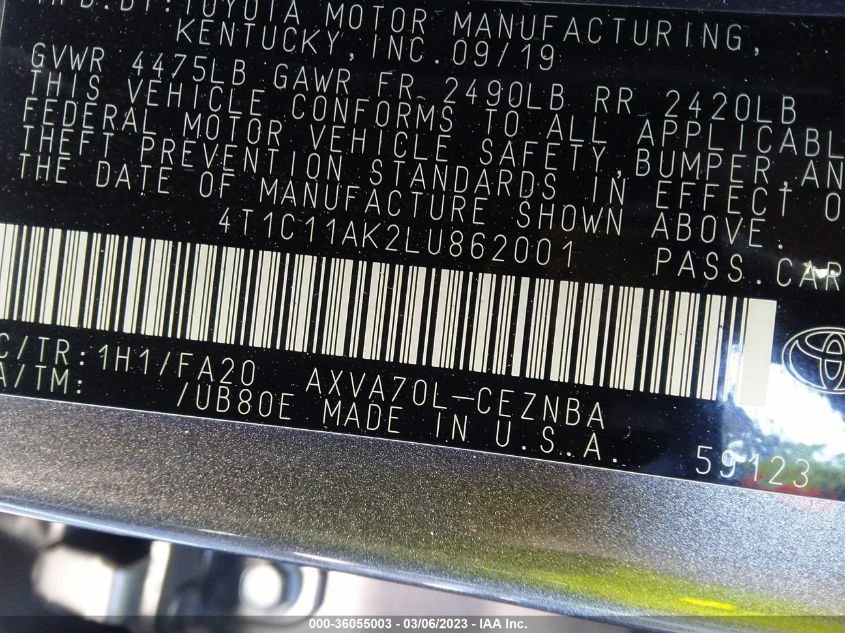 MFD.BY:TOYOTA MOTOR MANUFACTURING,
KENTUCKY,INC.09/19
GVWR 4475LB GAWR FR 2490LB RR 2420LB
THIS VEHICLE CONFORMS TO ALL APPLICABL
FEDERAL MOTOR VEHICLE SAFETY,BUMPER,AN
THEFT PREVENTION STANDARDS IN EFFECT O
THE DATE OF MANUFACTURE SHOWN ABOVE.
4T1C11AK2LU862001 PASS.CAR
C/TR:1H1/FA20 AXVA70L-CEZNBA
A/TM: /UB80E MADE IN U.S.A.
59123
000-36055003 - 03/06/2023 - IAA Inc.